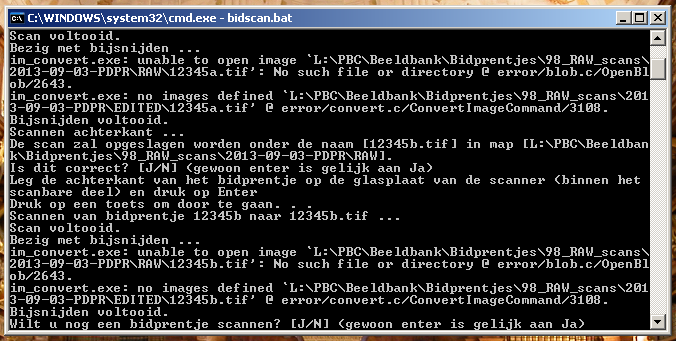 C:\WINDOWS\system32\cmd.exe - bidscan.bat
Scan voltooid.
Bezig met bijsnijden ...
im_convert.exe: unable to open image `L:\PBC\Beeldbank\Bidprentjes\98_RAW_scans\
2013-09-03-PDPR\RAW\12345a.tif': No such file or directory @ error/blob.c/OpenBl
ob/2643.
im_convert.exe: no images defined `L:\PBC\Beeldbank\Bidprentjes\98_RAW_scans\201
3-09-03-PDPR\EDITED\12345a.tif' @ error/convert.c/ConvertImageCommand/3108.
Bijsnijden voltooid.
Scannen achterkant ...
De scan zal opgeslagen worden onder de naam [12345b.tif] in map [L:\PBC\Beeldban
k\Bidprentjes\98_RAW_scans\2013-09-03-PDPR\RAW].
Is dit correct? [J/N] (gewoon enter is gelijk aan Ja)
Leg de achterkant van het bidprentje op de glasplaat van de scanner (binnen het
scanbare deel) en druk op Enter
Druk op een toets om door te gaan. . .
Scannen van bidprentje 12345b naar 12345b.tif ...
Scan voltooid.
Bezig met bijsnijden ...
im_convert.exe: unable to open image `L:\PBC\Beeldbank\Bidprentjes\98_RAW_scans\
2013-09-03-PDPR\RAW\12345b.tif': No such file or directory @ error/blob.c/OpenBl
ob/2643.
im_convert.exe: no images defined `L:\PBC\Beeldbank\Bidprentjes\98_RAW_scans\201
3-09-03-PDPR\EDITED\12345b.tif' @ error/convert.c/ConvertImageCommand/3108.
Bijsnijden voltooid.
Wilt u nog een bidprentje scannen? [J/N] (gewoon enter is gelijk aan Ja)